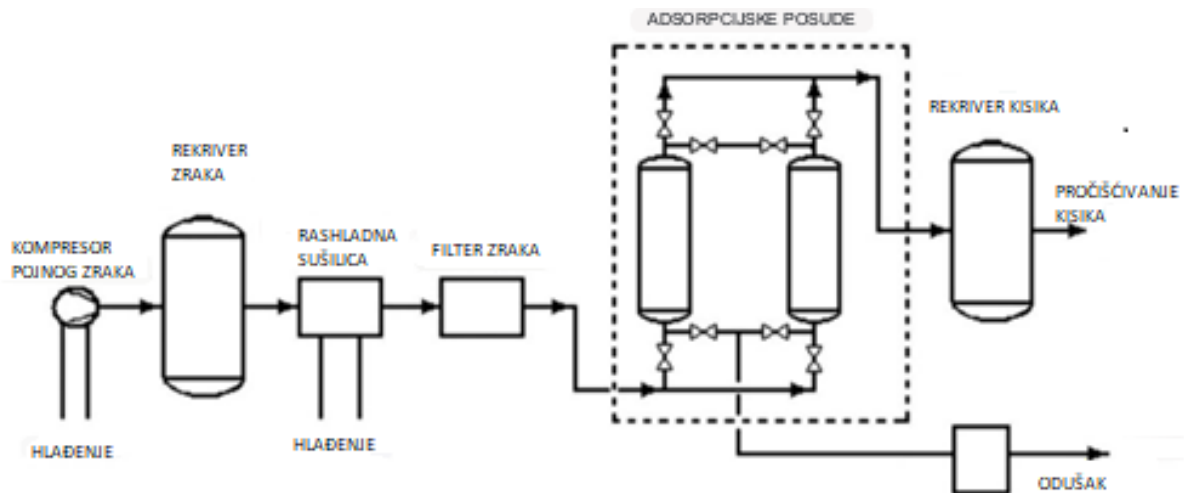 ADSORPCIJSKE POSUDE
REKRIVER KISIKA
REKRIVER
ZRAKA
PROČIŠĆIVANJE
KISIKA
RASHLADNA
SUŠILICA
FILTER ZRAKA
KOMPRESOR
POJNOG ZRAKA
HLAĐENJE
HLAĐENJE
ODUŠAK